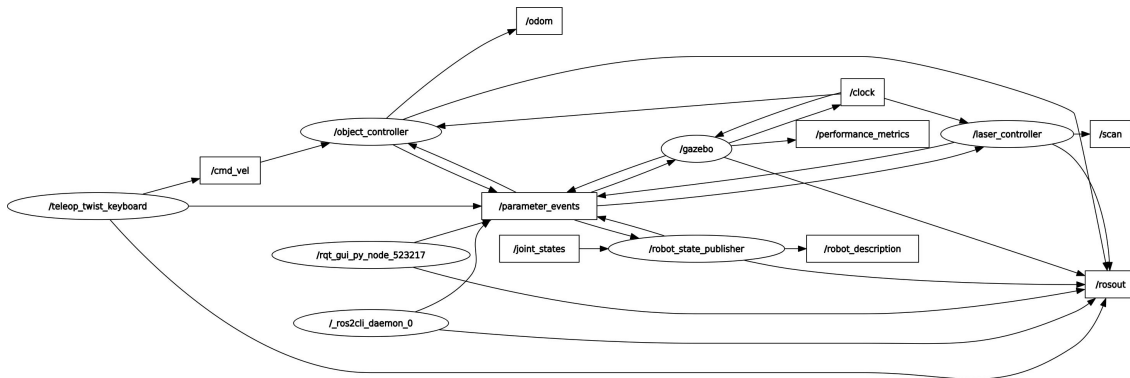 /odom
/clock
/object_controller
/performance_metrics
/laser_controller
/scan
/gazebo
/cmd_vel
/teleop_twist_keyboard
/parameter_events
/joint_states
/robot_state_publisher
/robot_description
/rqt_gui_py_node_523217
/rosout
/_ros2cli_daemon_0